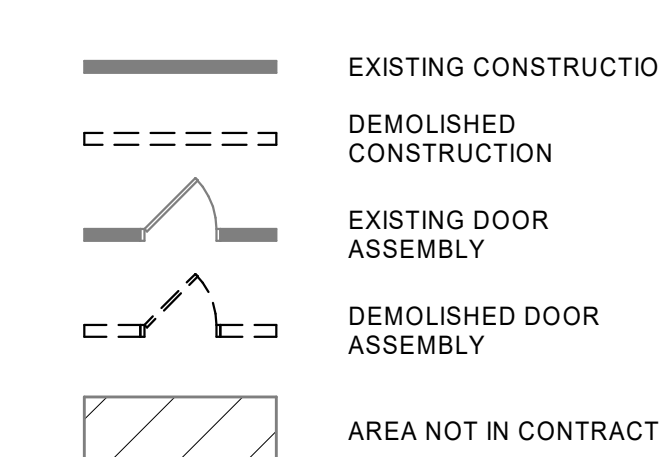 EXISTING CONSTRUCTIO
DEMOLISHED
CONSTRUCTION
EXISTING DOOR
ASSEMBLY
DEMOLISHED DOOR
ASSEMBLY
AREA NOT IN CONTRACT